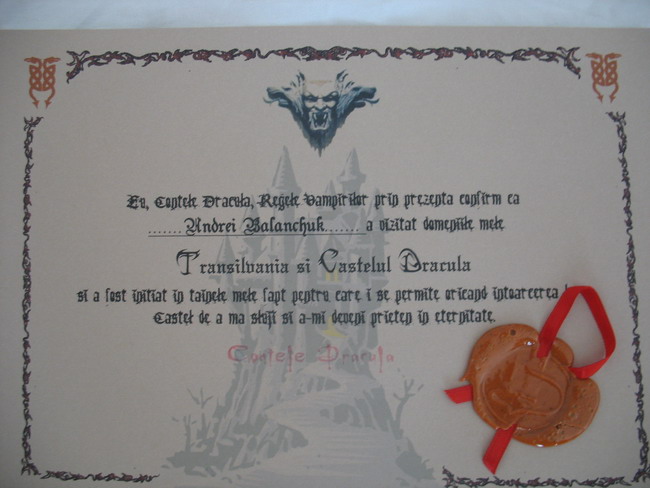 Eu, Contele Dracula, Regele Vampirilor prin prezenta confirm ca
.......Andrei Balanchuk....... a vizitat domeniile mele
Transilvania si Castelul Dracula
si a fost initiat in tainele mele fapt pentru care i se permite oricand intoarcerea
Castel de a ma sluji si a-mi deveni prieten in eternitate.
Contele Dracula